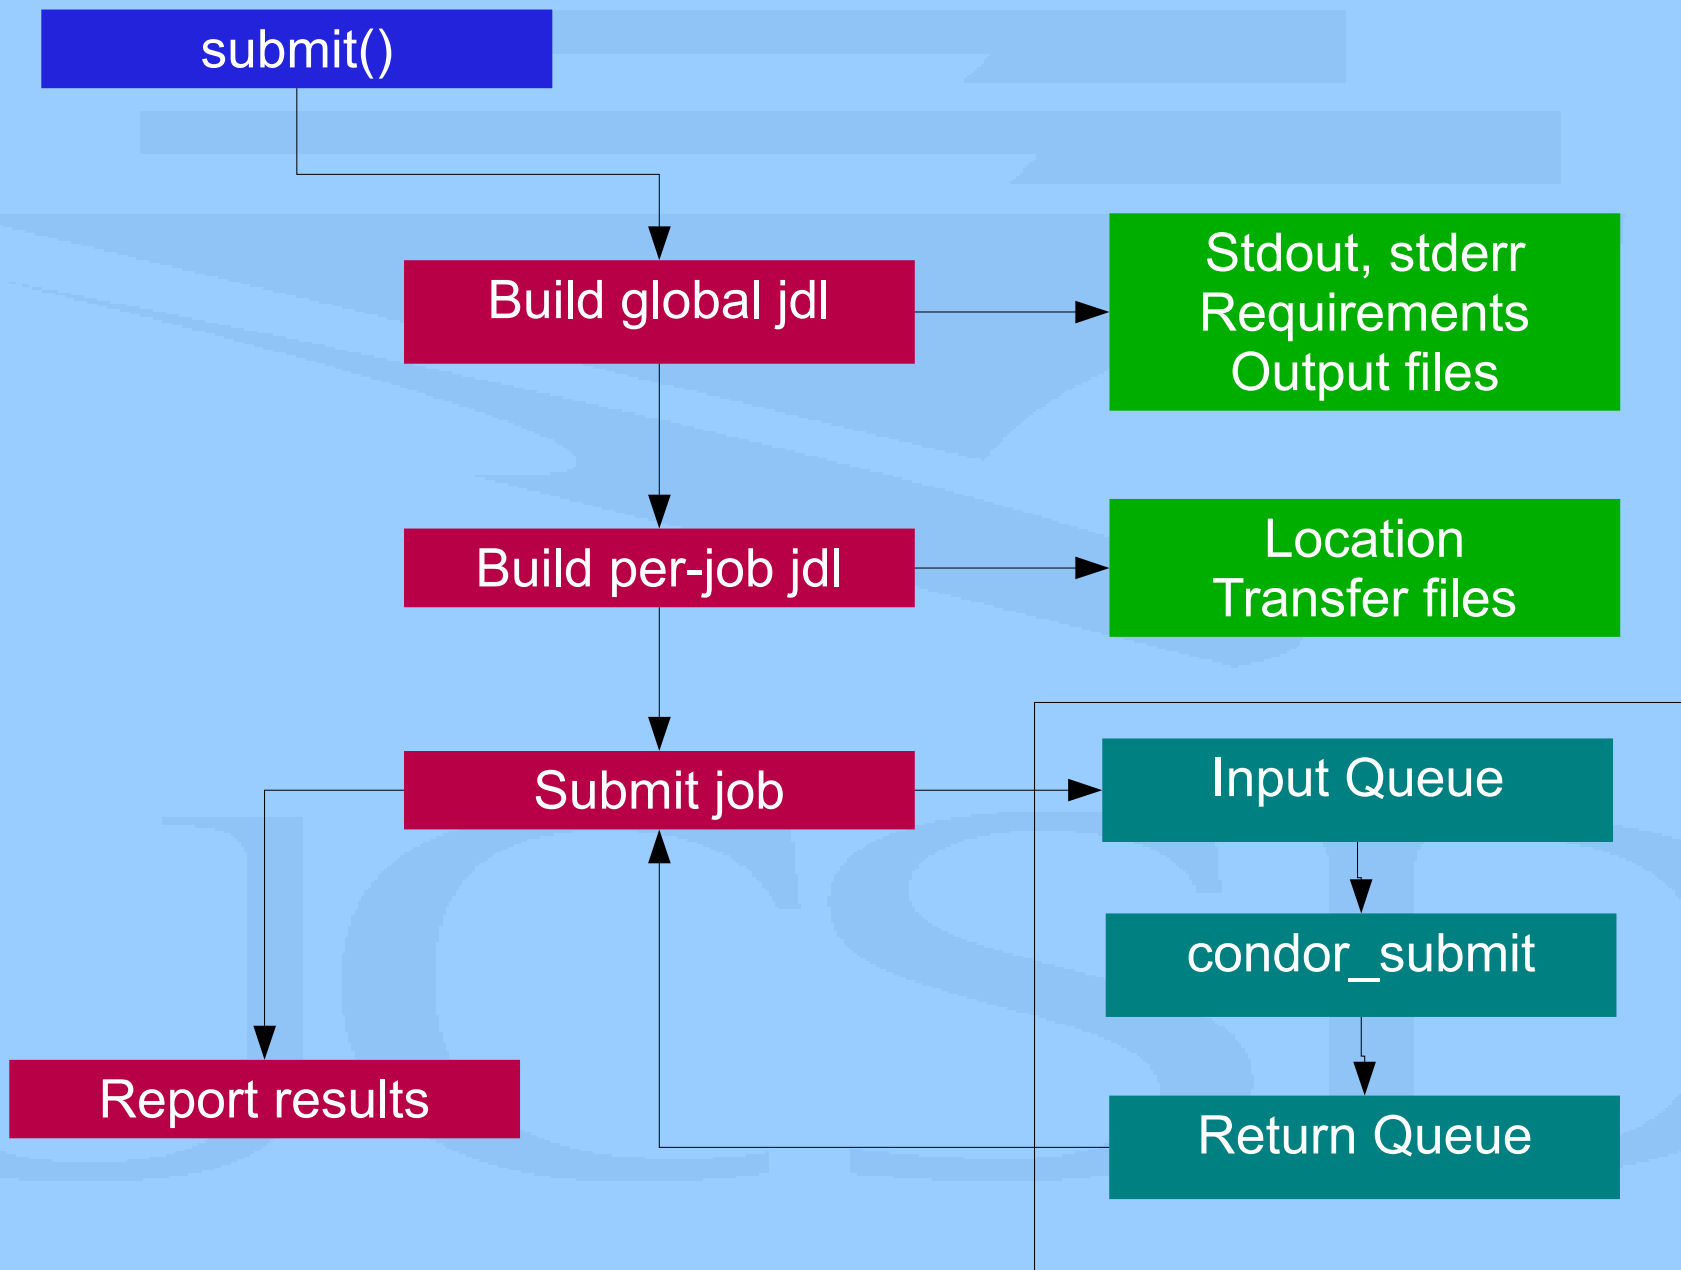 submit()
Build global jdl
Stdout, stderr
Requirements
Output files
Build per-job jdl
Location
Transfer files
Submit job
Input Queue
condor_submit
Report results
Return Queue
UCSD